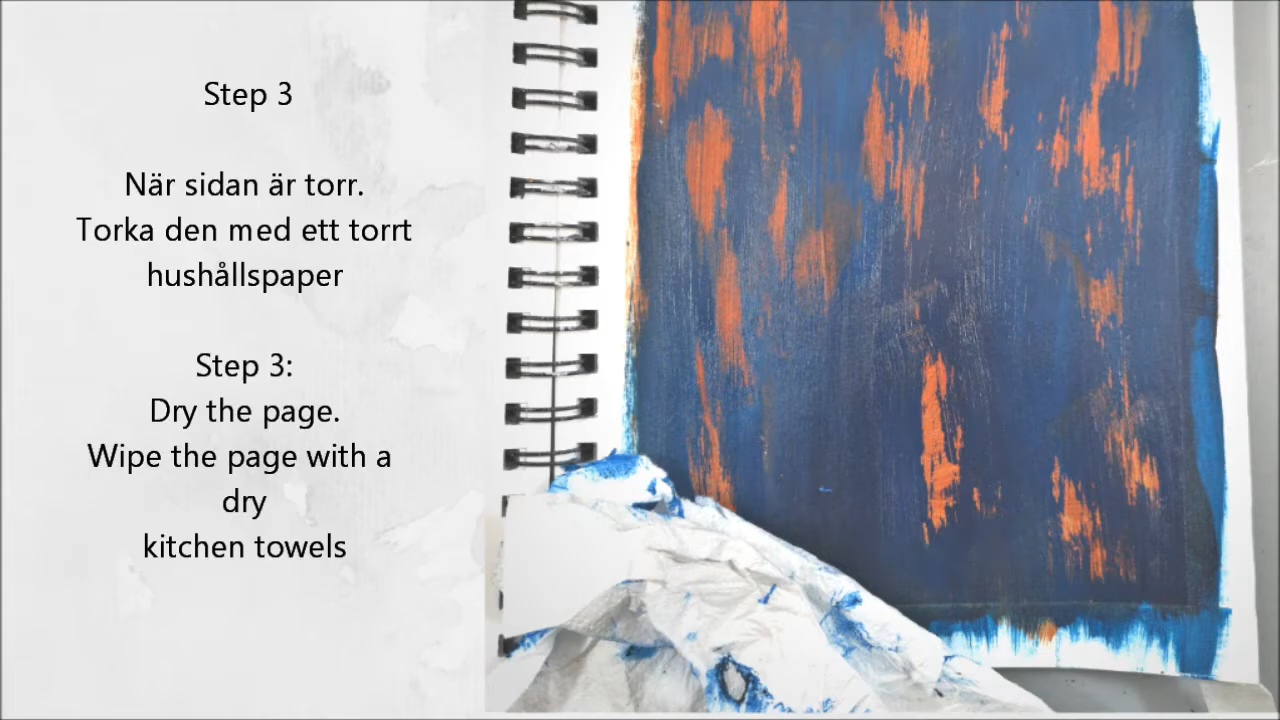 Step 3
När sidan är torr.
Torka den med ett torrt
hushållspaper
Step 3:
Dry the page.
Wipe the page with a
dry
kitchen towels